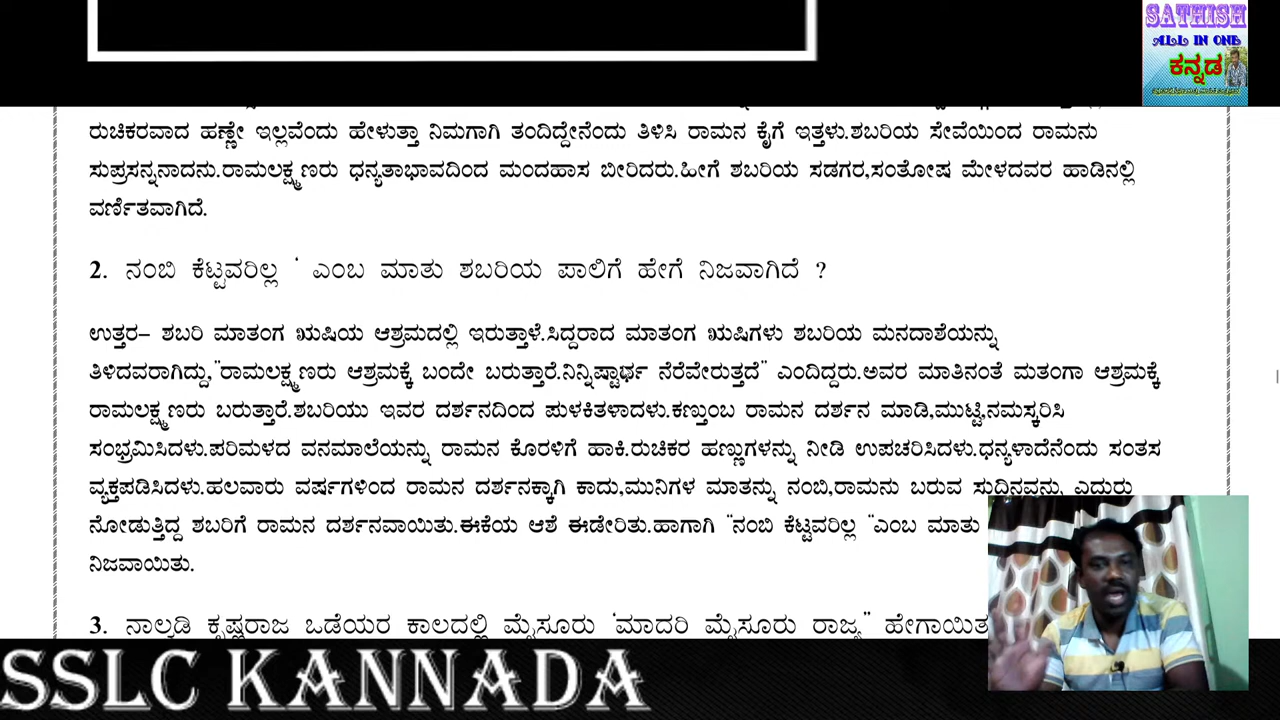 SATHISH
ALL IN ONE
ಕನ್ನಡ
ರುಚಿಕರವಾದ ಹಣ್ಣೇ ಇಲ್ಲವೆಂದು ಹೇಳುತ್ತಾ ನಿಮಗಾಗಿ ತಂದಿದ್ದೇನೆಂದು ತಿಳಿಸಿ ರಾಮನ ಕೈಗೆ ಇತ್ತಳು.ಶಬರಿಯ ಸೇವೆಯಿಂದ ರಾಮನು
ಸುಪ್ರಸನ್ನನಾದನು.ರಾಮಲಕ್ಷ್ಮಣರು ಧನ್ಯತಾಭಾವದಿಂದ ಮಂದಹಾಸ ಬೀರಿದರು.ಹೀಗೆ ಶಬರಿಯ ಸಡಗರ,ಸಂತೋಷ ಮೇಳದವರ ಹಾಡಿನಲ್ಲಿ
ವರ್ಣಿತವಾಗಿದೆ.
2. ನಂಬಿ ಕೆಟ್ಟವರಿಲ್ಲ ' ಎಂಬ ಮಾತು ಶಬರಿಯ ಪಾಲಿಗೆ ಹೇಗೆ ನಿಜವಾಗಿದೆ ?
ಉತ್ತರ– ಶಬರಿ ಮಾತಂಗ ಋಷಿಯ ಆಶ್ರಮದಲ್ಲಿ ಇರುತ್ತಾಳೆ.ಸಿದ್ದರಾದ ಮಾತಂಗ ಋಷಿಗಳು ಶಬರಿಯ ಮನದಾಶೆಯನ್ನು
ತಿಳಿದವರಾಗಿದ್ದು,"ರಾಮಲಕ್ಷ್ಮಣರು ಆಶ್ರಮಕ್ಕೆ ಬಂದೇ ಬರುತ್ತಾರೆ.ನಿನ್ನಿಷ್ಟಾರ್ಥ ನೆರೆವೇರುತ್ತದೆ" ಎಂದಿದ್ದರು.ಅವರ ಮಾತಿನಂತೆ ಮತಂಗಾ ಆಶ್ರಮಕ್ಕೆ
ರಾಮಲಕ್ಷ್ಮಣರು ಬರುತ್ತಾರೆ.ಶಬರಿಯು ಇವರ ದರ್ಶನದಿಂದ ಪುಳಕಿತಳಾದಳು.ಕಣ್ತುಂಬ ರಾಮನ ದರ್ಶನ ಮಾಡಿ,ಮುಟ್ಟಿ,ನಮಸ್ಕರಿಸಿ
ಸಂಭ್ರಮಿಸಿದಳು.ಪರಿಮಳದ ವನಮಾಲೆಯನ್ನು ರಾಮನ ಕೊರಳಿಗೆ ಹಾಕಿ.ರುಚಿಕರ ಹಣ್ಣುಗಳನ್ನು ನೀಡಿ ಉಪಚರಿಸಿದಳು.ಧನ್ಯಳಾದೆನೆಂದು ಸಂತಸ
ವ್ಯಕ್ತಪಡಿಸಿದಳು.ಹಲವಾರು ವರ್ಷಗಳಿಂದ ರಾಮನ ದರ್ಶನಕ್ಕಾಗಿ ಕಾದು,ಮುನಿಗಳ ಮಾತನ್ನು ನಂಬಿ,ರಾಮನು ಬರುವ ಸುದಿನವನ್ನು ಎದುರು
ನೋಡುತ್ತಿದ್ದ ಶಬರಿಗೆ ರಾಮನ ದರ್ಶನವಾಯಿತು.ಈಕೆಯ ಆಶೆ ಈಡೇರಿತು.ಹಾಗಾಗಿ "ನಂಬಿ ಕೆಟ್ಟವರಿಲ್ಲ "ಎಂಬ ಮಾತು
ನಿಜವಾಯಿತು.
3. ನಾಲ್ವಡಿ ಕೃಷ್ಣರಾಜ ಒಡೆಯರ ಕಾಲದಲ್ಲಿ ಮೈಸೂರು 'ಮಾದರಿ ಮೈಸೂರು ರಾಜ್ಯ" ಹೇಗಾಯಿತ
SSLC KANNADA